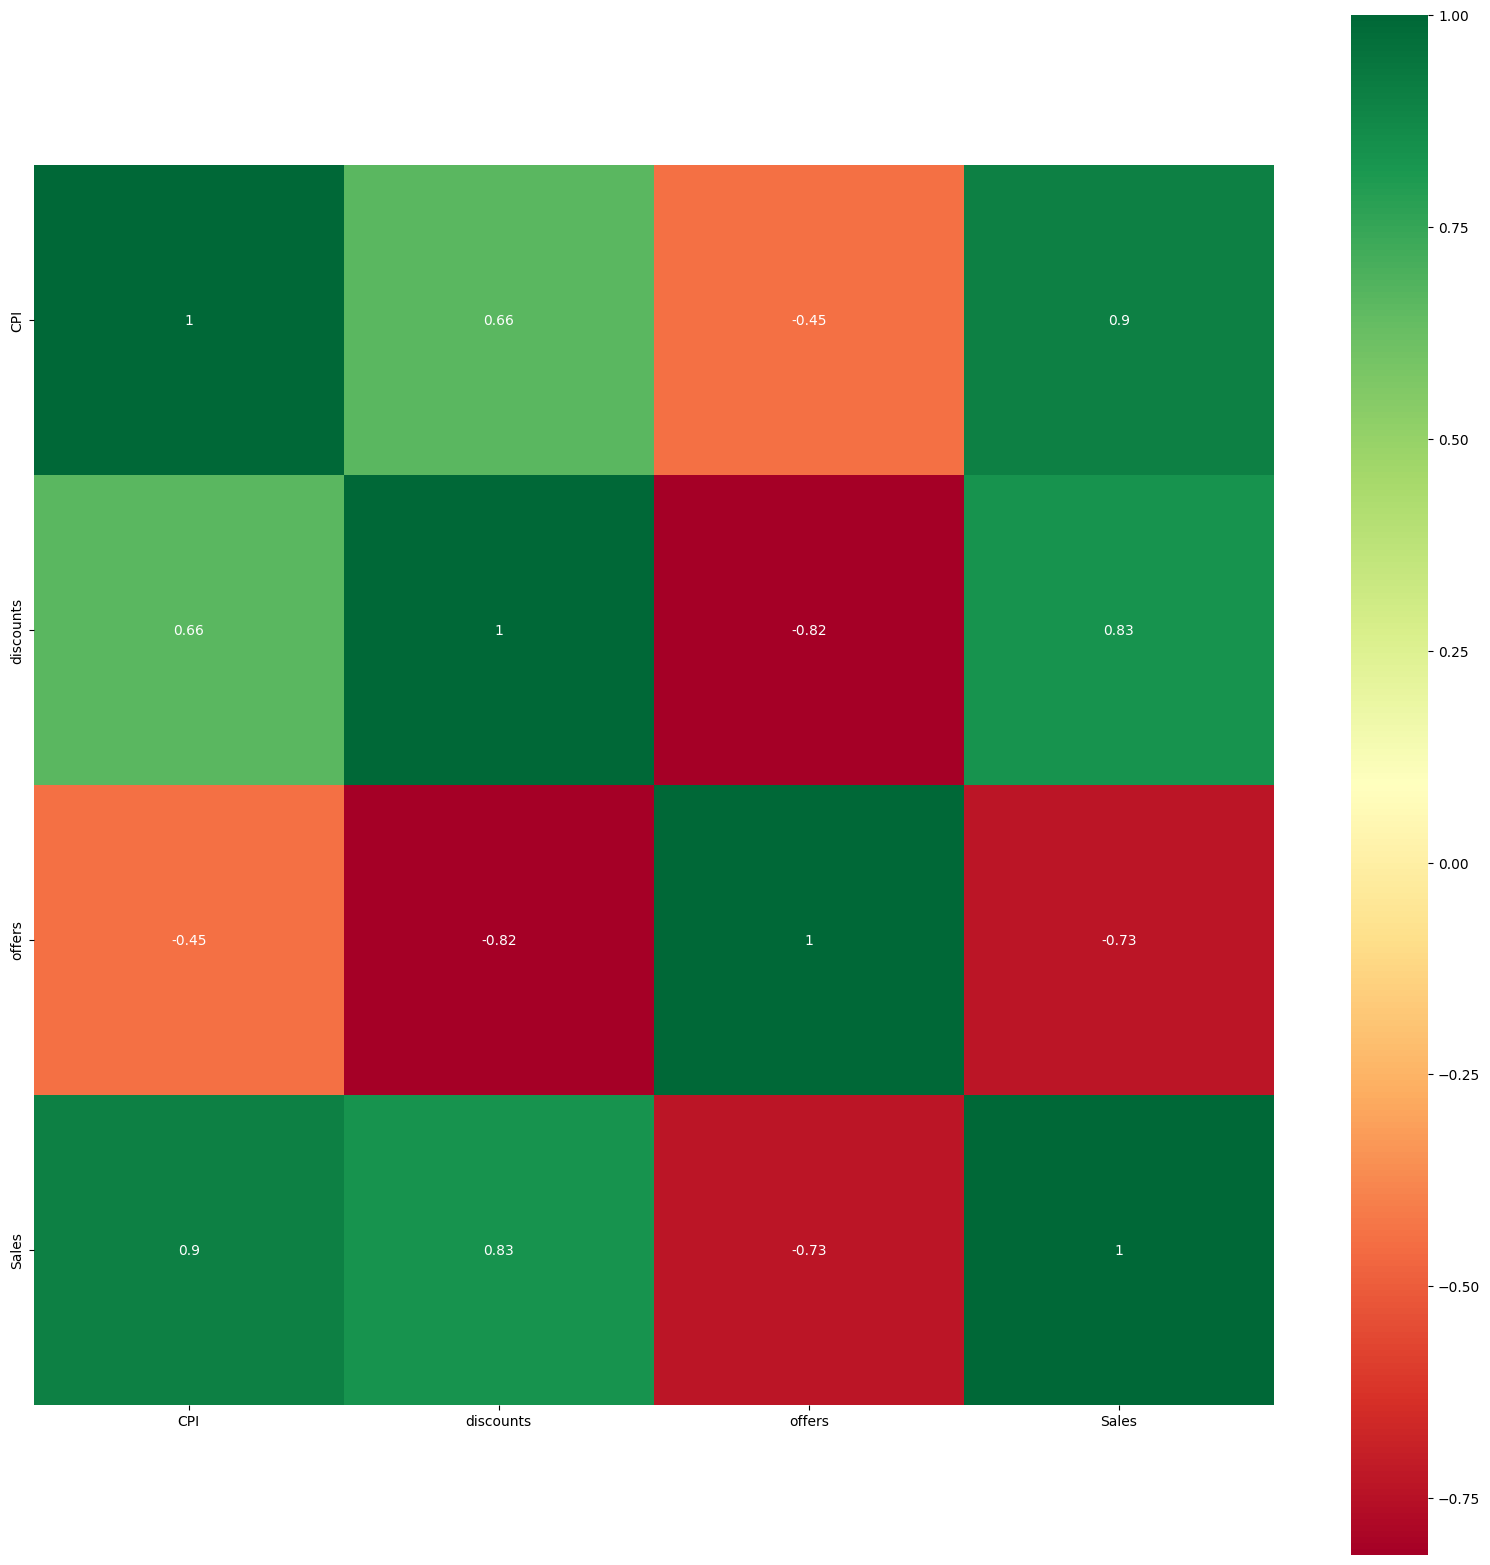 1.00
0.75
0.50
0.25
0.00
−0.25
−0.50
−0.75
CPI
1 0.66 -0.45 0.9
discounts
0.66 1 -0.82 0.83
offers
-0.45 -0.82 1 -0.73
Sales
0.9 0.83 -0.73 1
CPI discounts offers Sales